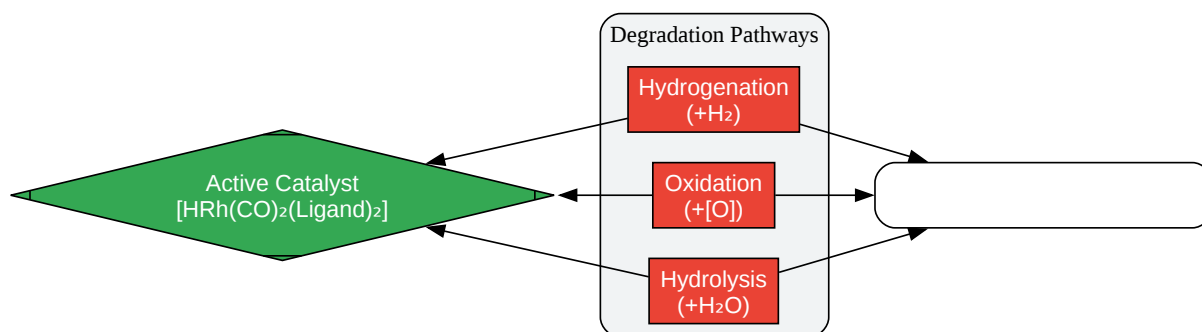 Degradation Pathways
Hydrogenation
(+H₂)
Active Catalyst
[HRh(CO)₂(Ligand)₂]
Oxidation
(+[O])
Hydrolysis
(+H₂O)